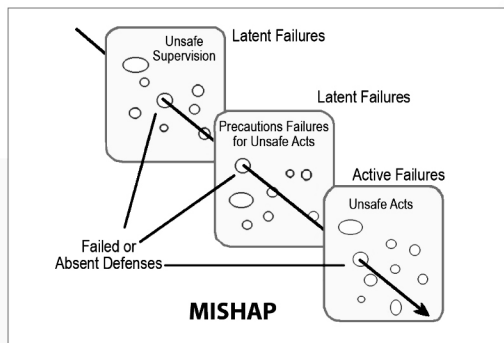 Unsafe
Supervision
Latent Failures
Latent Failures
Precautions Failures
for Unsafe Acts
Active Failures
Unsafe Acts
Failed or
Absent Defenses
MISHAP